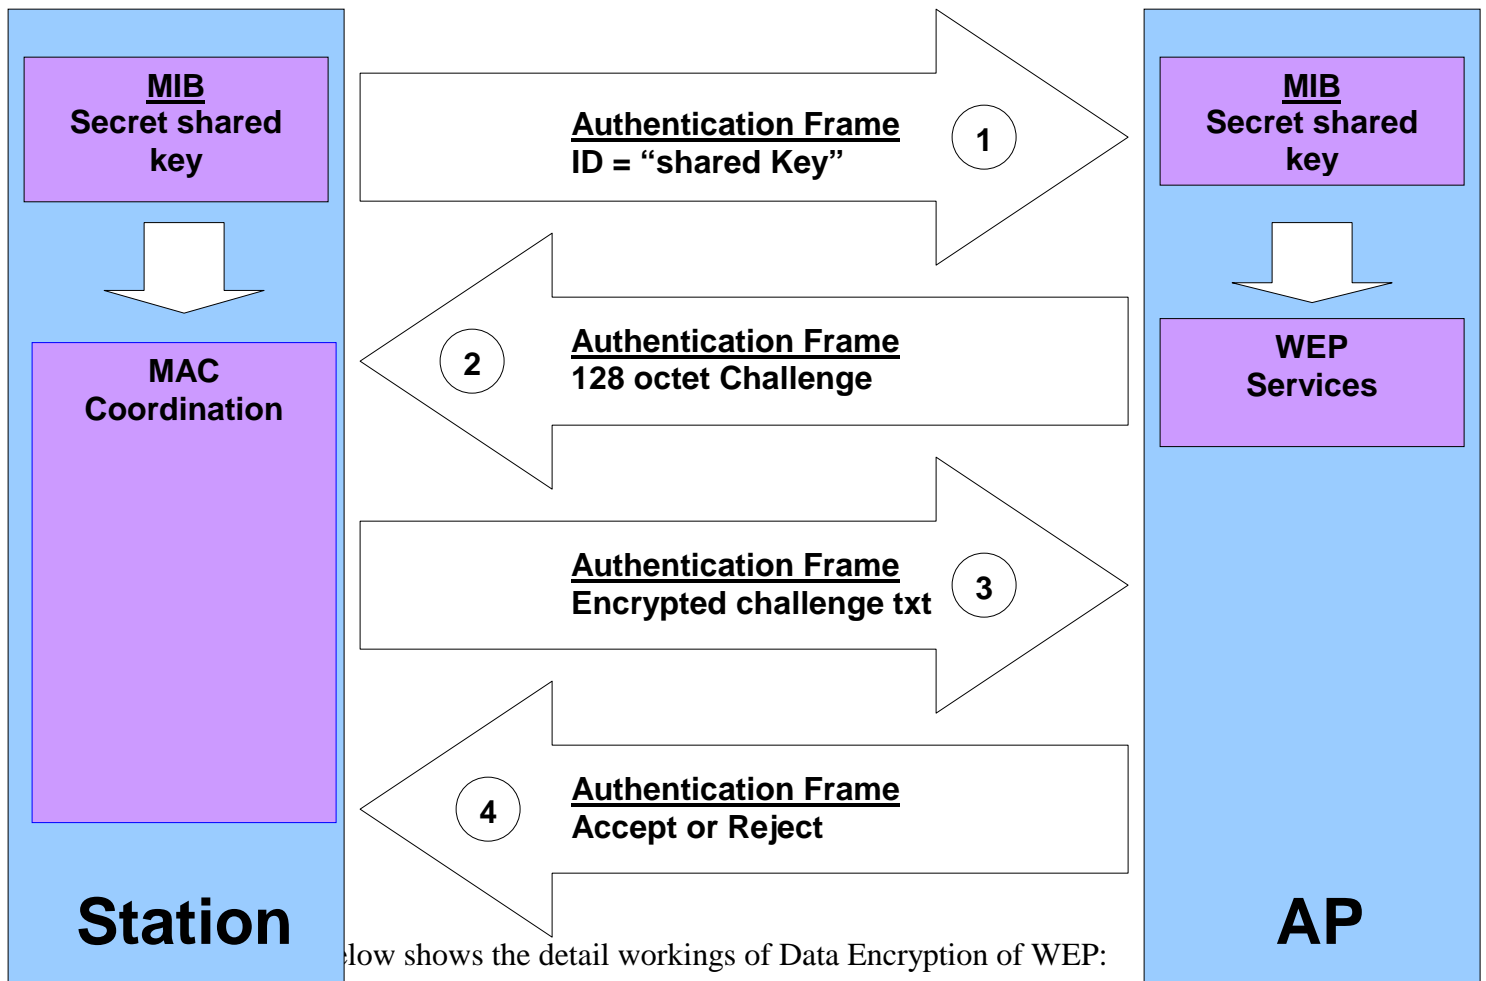 MIB
Secret shared
key
MAC
Coordination
Station
Authentication Frame
ID = “shared Key”
1
2
Authentication Frame
128 octet Challenge
Authentication Frame
Encrypted challenge txt
3
4
Authentication Frame
Accept or Reject
MIB
Secret shared
key
WEP
Services
AP
shows the detail workings of Data Encryption of WEP: